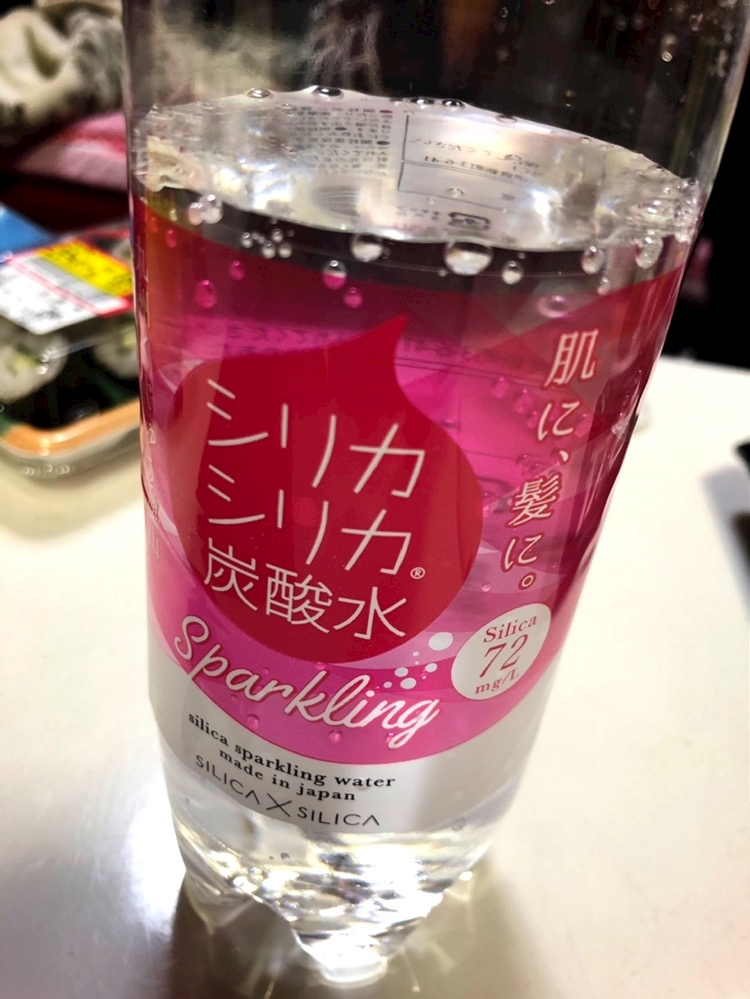 シリカ
シリカ®
炭酸水
肌に、髪に。
Silica
72
mg/L
Sparkling
silica sparkling water
made in japan
SILICA×SILICA